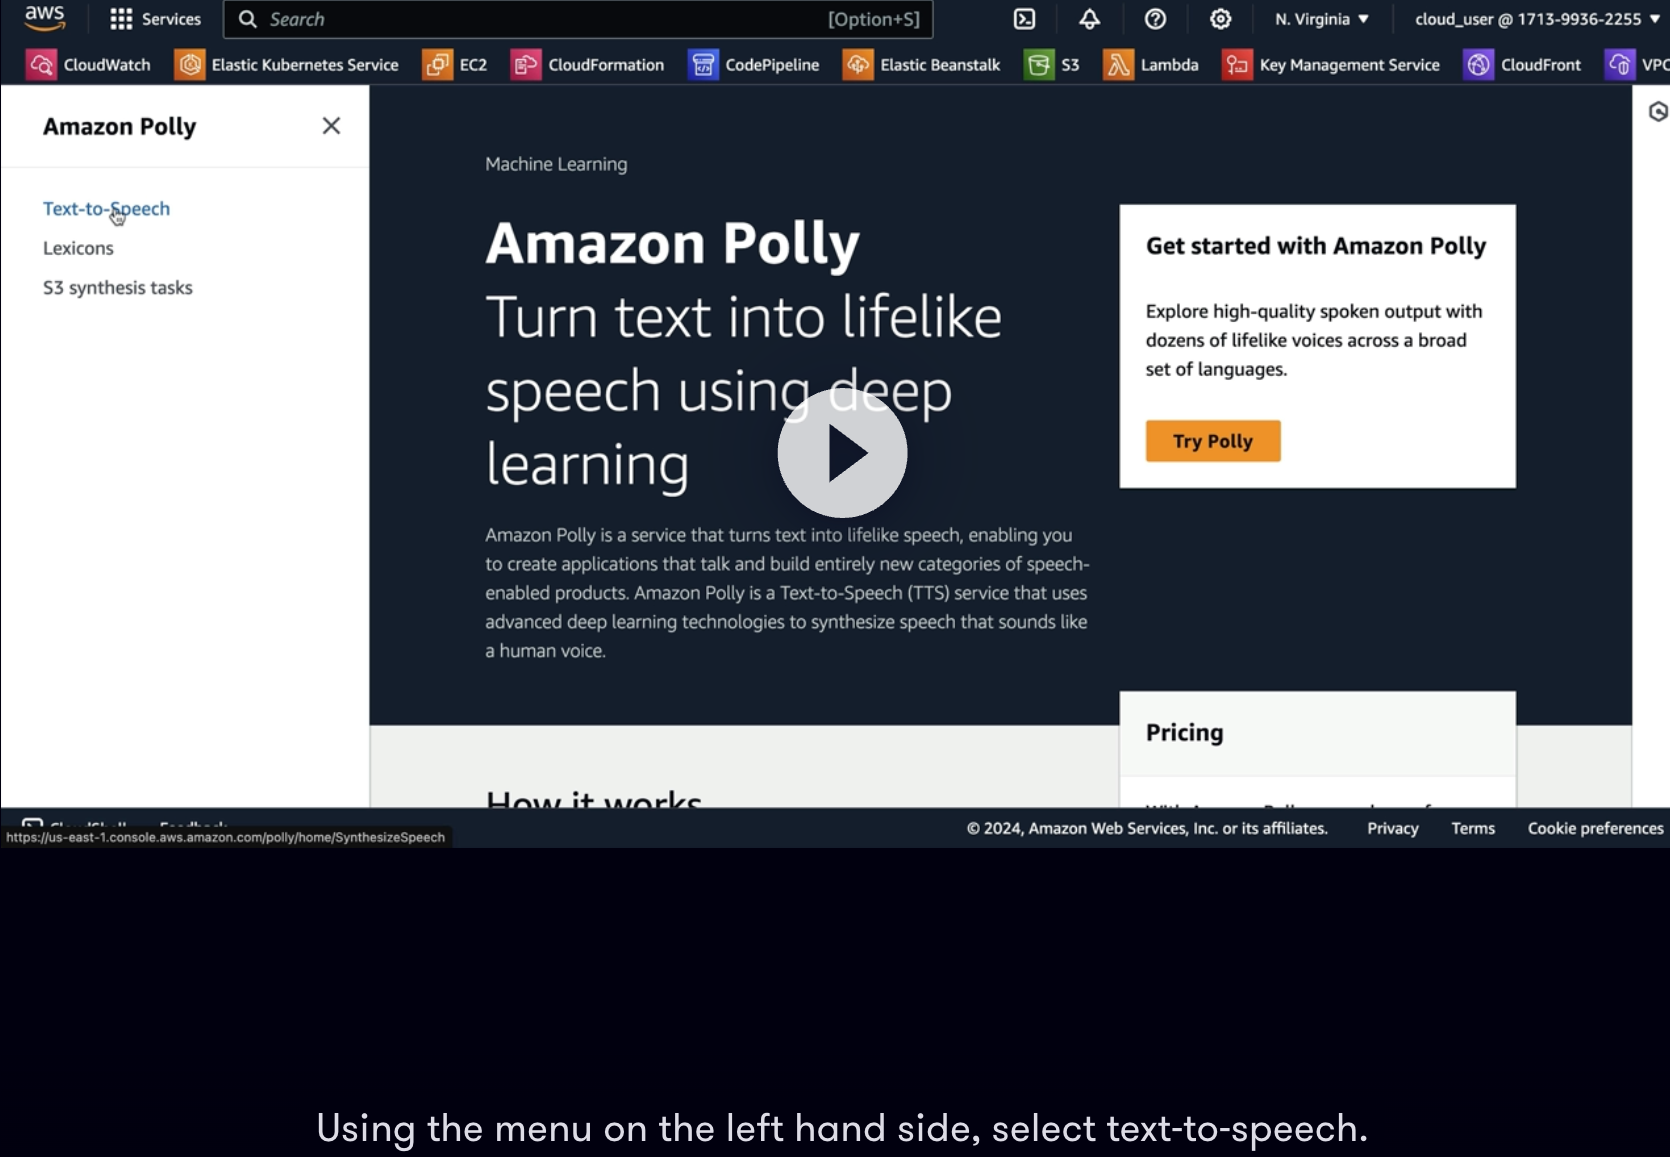 aws
Services
Search
[Option+S]
N. Virginia ▼
cloud_user @ 1713-9936-2255 ▼
CloudWatch
Elastic Kubernetes Service
EC2
CloudFormation
CodePipeline
Elastic Beanstalk
S3
Lambda
Key Management Service
CloudFront
VPC
Amazon Polly
Text-to-Speech
Lexicons
S3 synthesis tasks
Machine Learning
Amazon Polly
Turn text into lifelike
speech using deep
learning
Amazon Polly is a service that turns text into lifelike speech, enabling you
to create applications that talk and build entirely new categories of speech-
enabled products. Amazon Polly is a Text-to-Speech (TTS) service that uses
advanced deep learning technologies to synthesize speech that sounds like
a human voice.
Get started with Amazon Polly
Explore high-quality spoken output with
dozens of lifelike voices across a broad
set of languages.
Try Polly
Pricing
How it works
CloudShell
Feedback
https://us-east-1.console.aws.amazon.com/polly/home/SynthesizeSpeech
© 2024, Amazon Web Services, Inc. or its affiliates.
Privacy
Terms
Cookie preferences
Using the menu on the left hand side, select text-to-speech.